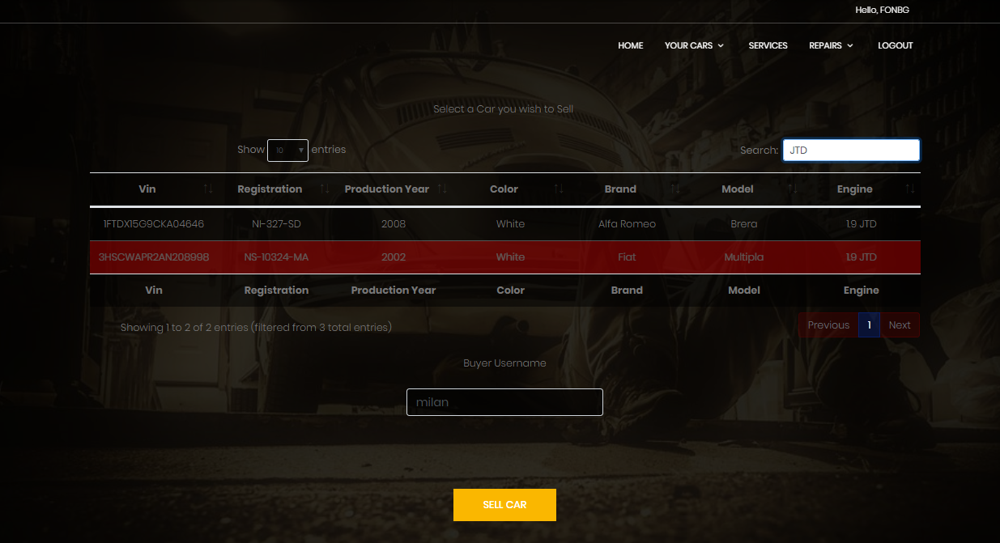 Hello, FONBG
HOME YOUR CARS SERVICES REPAIRS LOGOUT
Select a Car you wish to Sell
Show 10 entries Search: JTD
Vin Registration Production Year Color Brand Model Engine
1FTDX15G9CKA04646 NI-327-SD 2008 White Alfa Romeo Brera 1.9 JTD
3HSCWAPR2AN208998 NS-10324-MA 2002 White Fiat Multipla 1.9 JTD
Vin Registration Production Year Color Brand Model Engine
Showing 1 to 2 of 2 entries (filtered from 3 total entries) Previous 1 Next
Buyer Username
milan
SELL CAR